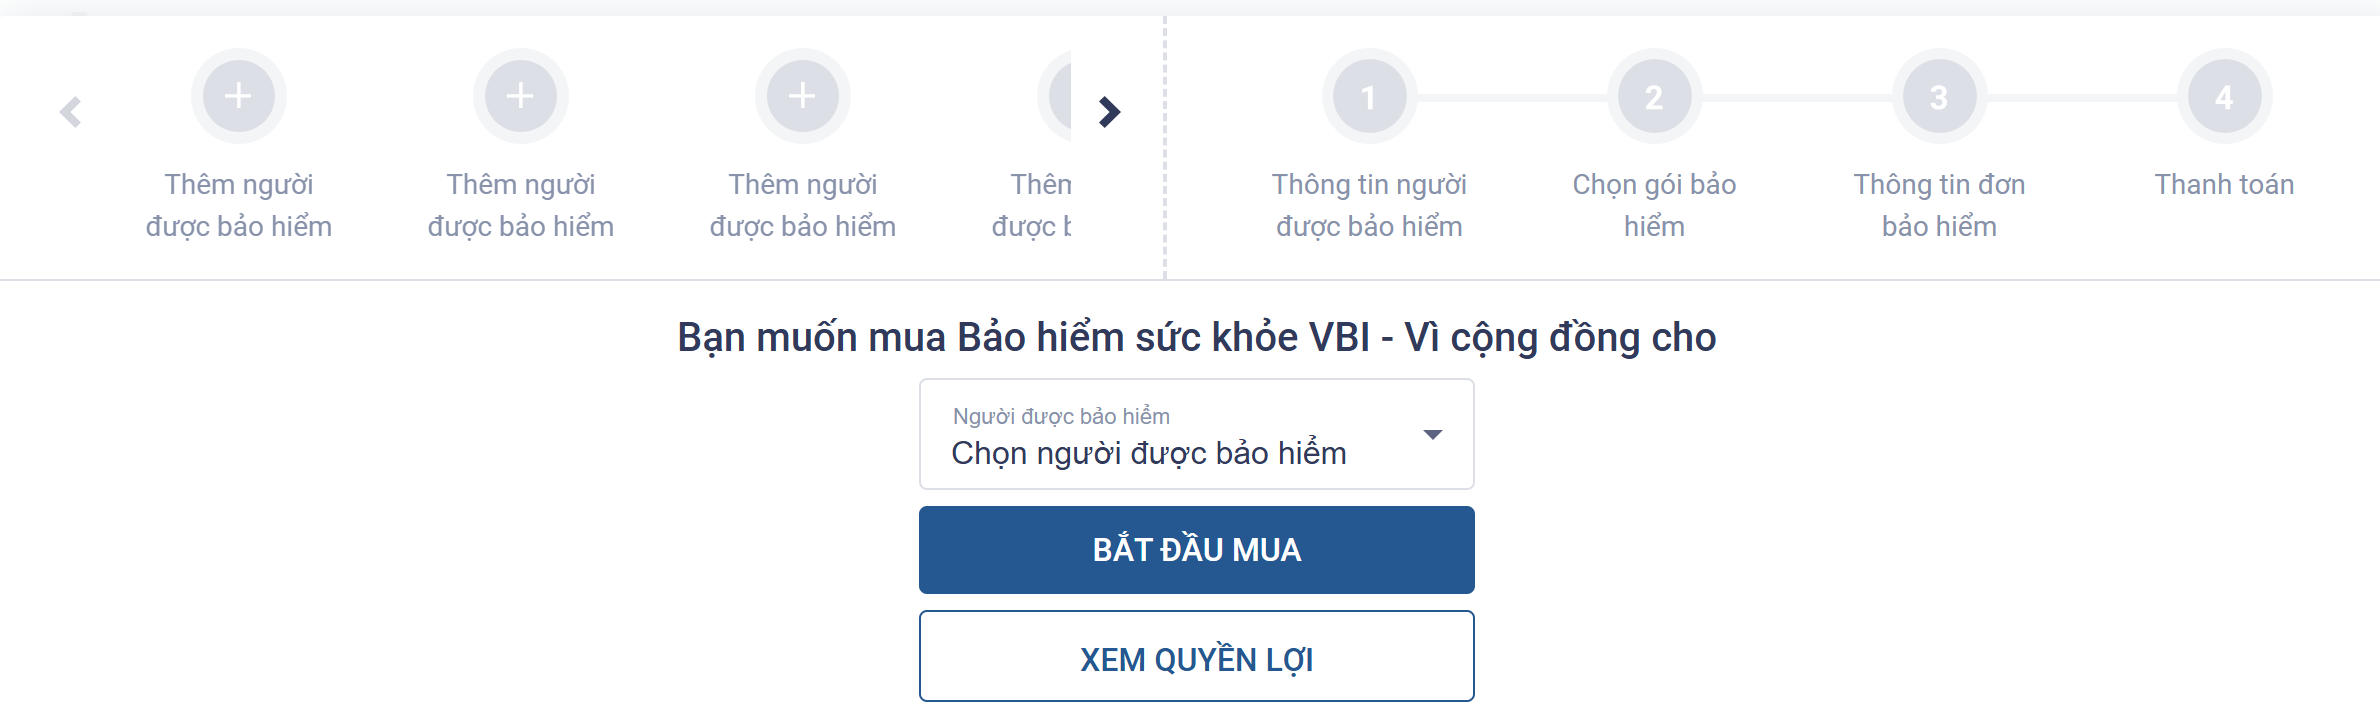 Thêm người
được bảo hiểm
Thêm người
được bảo hiểm
Thêm người
được bảo hiểm
Thêm
được
1
Thông tin người
được bảo hiểm
2
Chọn gói bảo
hiểm
3
Thông tin đơn
bảo hiểm
4
Thanh toán
Bạn muốn mua Bảo hiểm sức khỏe VBI - Vì cộng đồng cho
Người được bảo hiểm
Chọn người được bảo hiểm
BẮT ĐẦU MUA
XEM QUYỀN LỢI